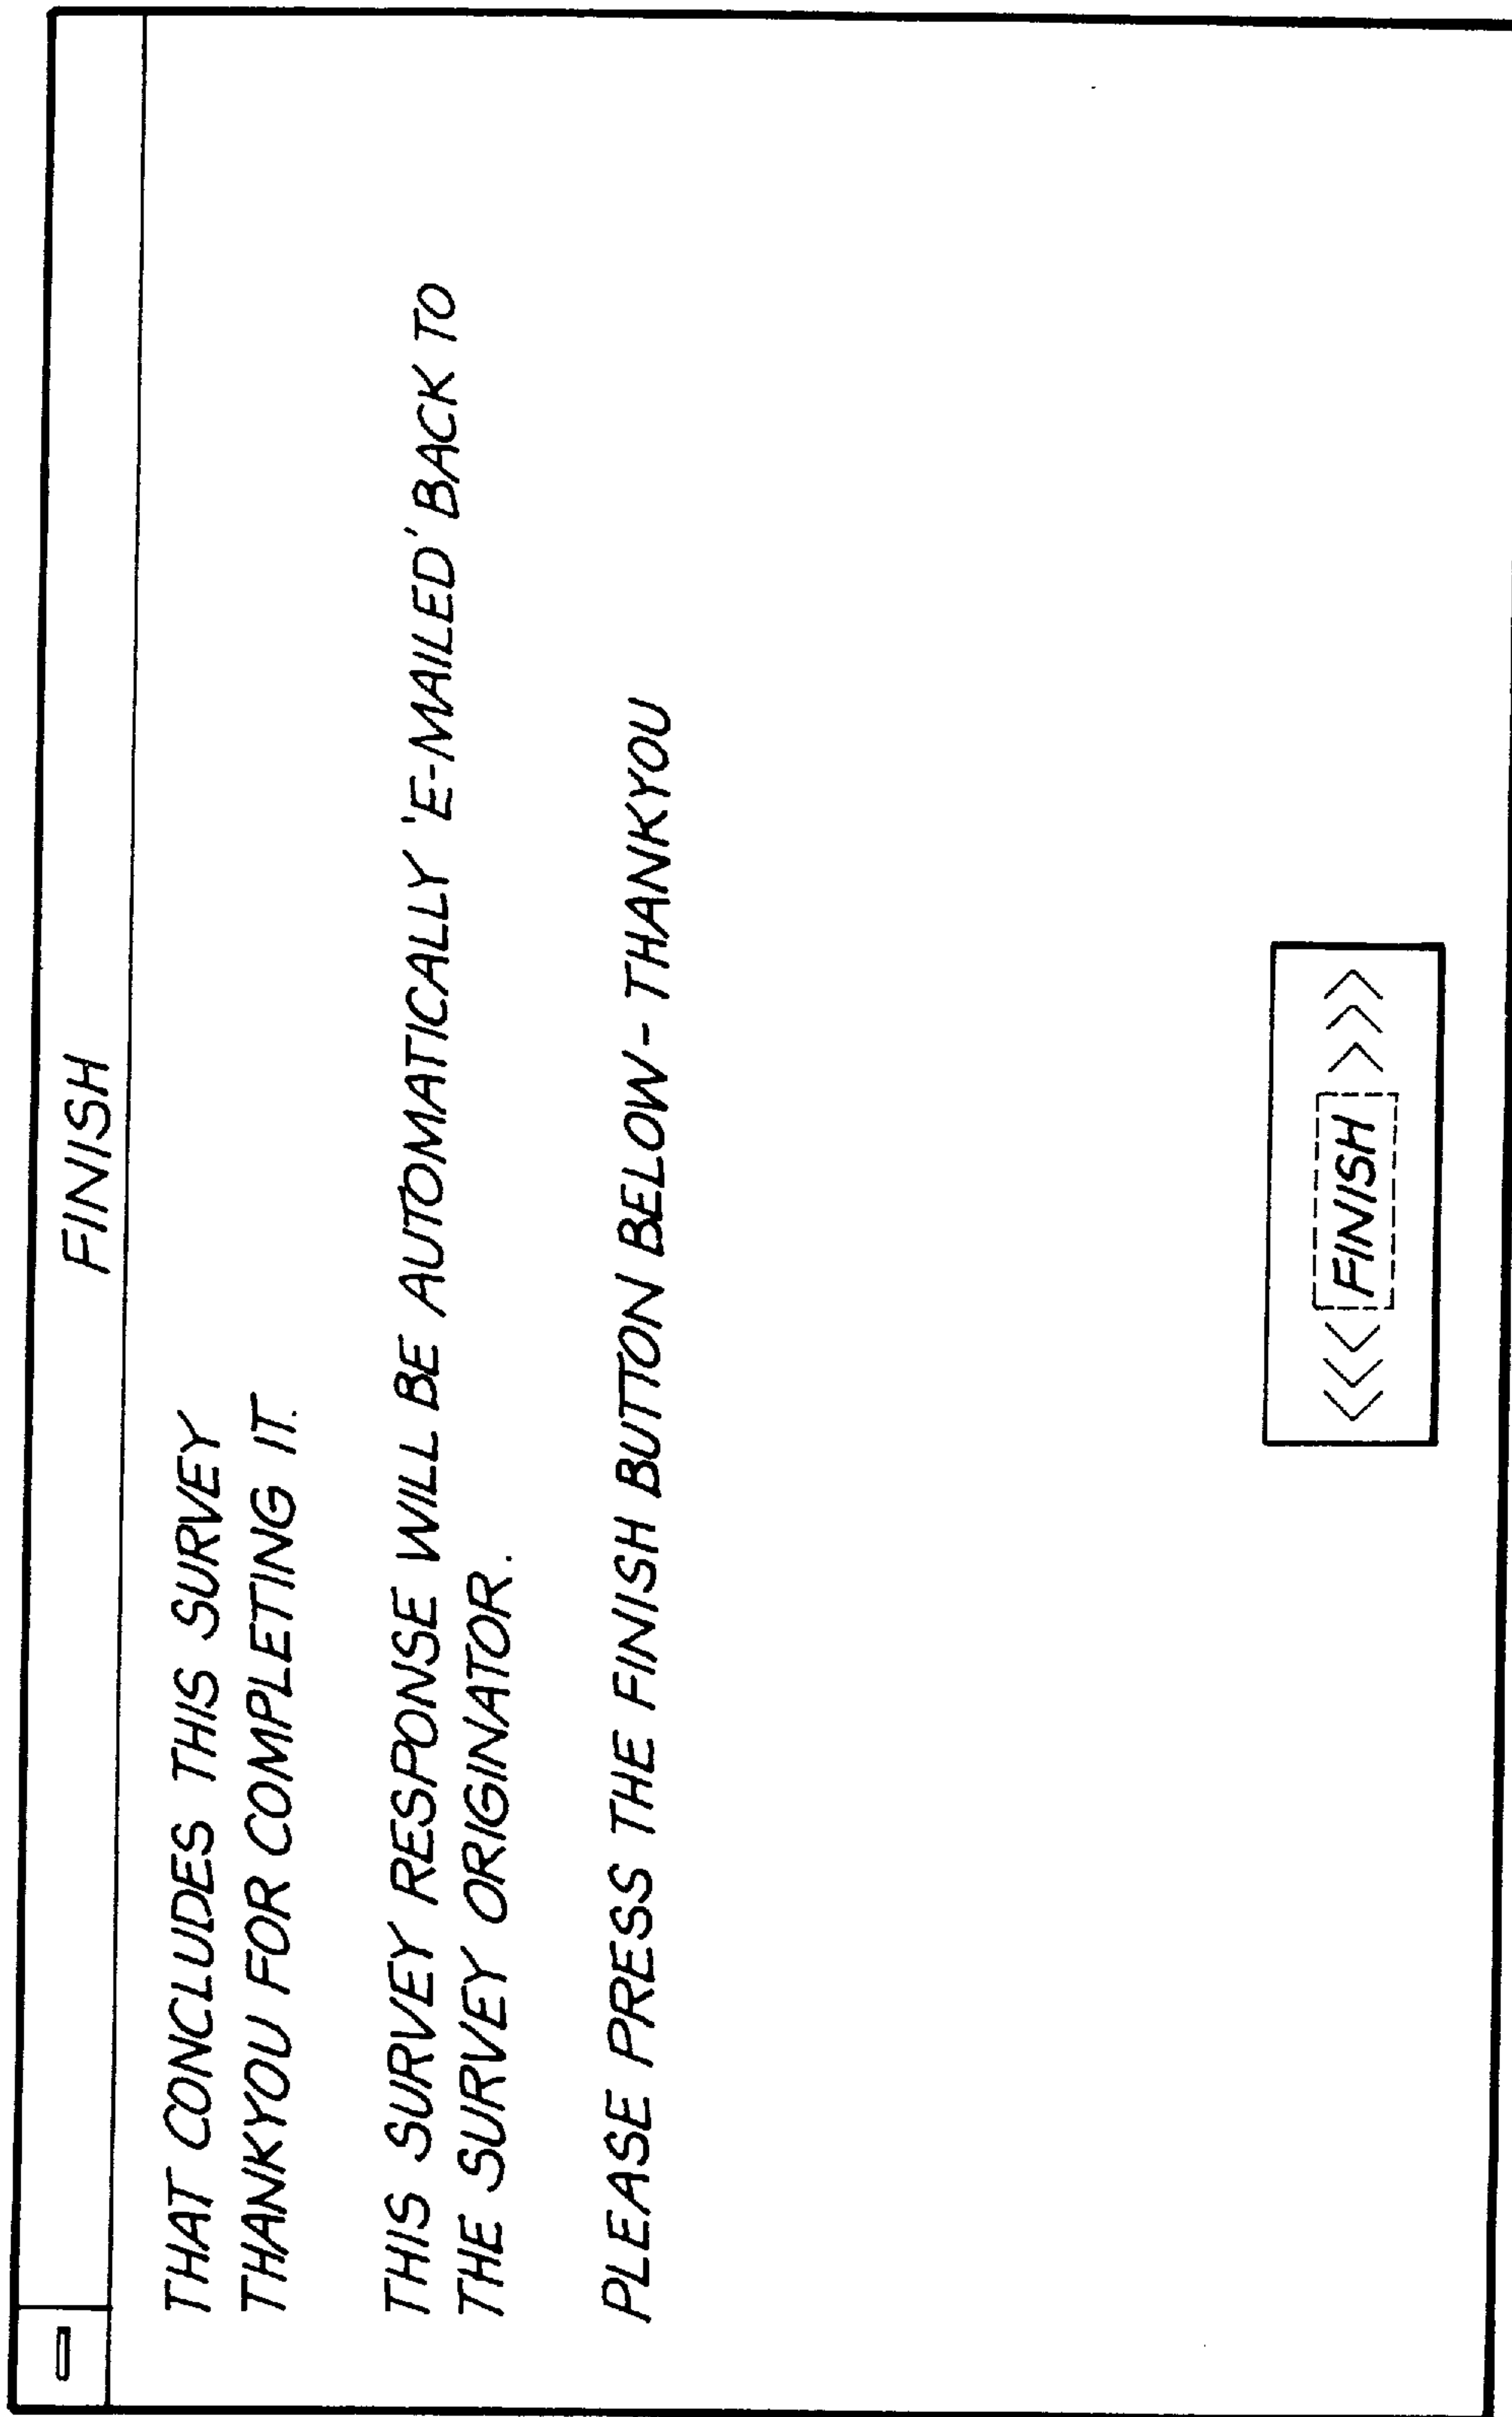 FINISH
THAT CONCLUDES THIS SURVEY
THANKYOU FOR COMPLETING IT.
THIS SURVEY RESPONSE WILL BE AUTOMATICALLY 'E-MAILED' BACK TO
THE SURVEY ORIGINATOR.
PLEASE PRESS THE FINISH BUTTON BELOW-THANKYOU
<<< FINISH >>>